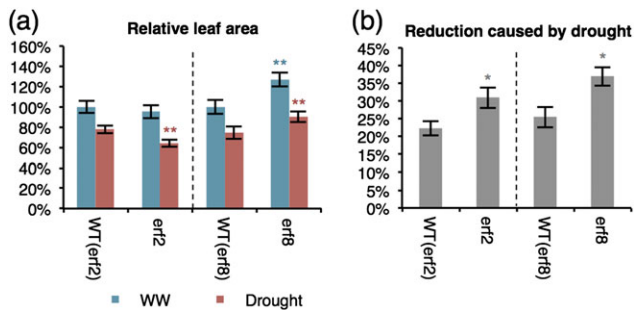 (a)
Relative leaf area
160%
140%
120%
100%
80%
60%
40%
20%
0%
**
**
**
WT(erf2)
erf2
WT(erf8)
erf8
WW
Drought
(b)
Reduction caused by drought
45%
40%
35%
30%
25%
20%
15%
10%
5%
0%
*
*
WT(erf2)
erf2
WT(erf8)
erf8